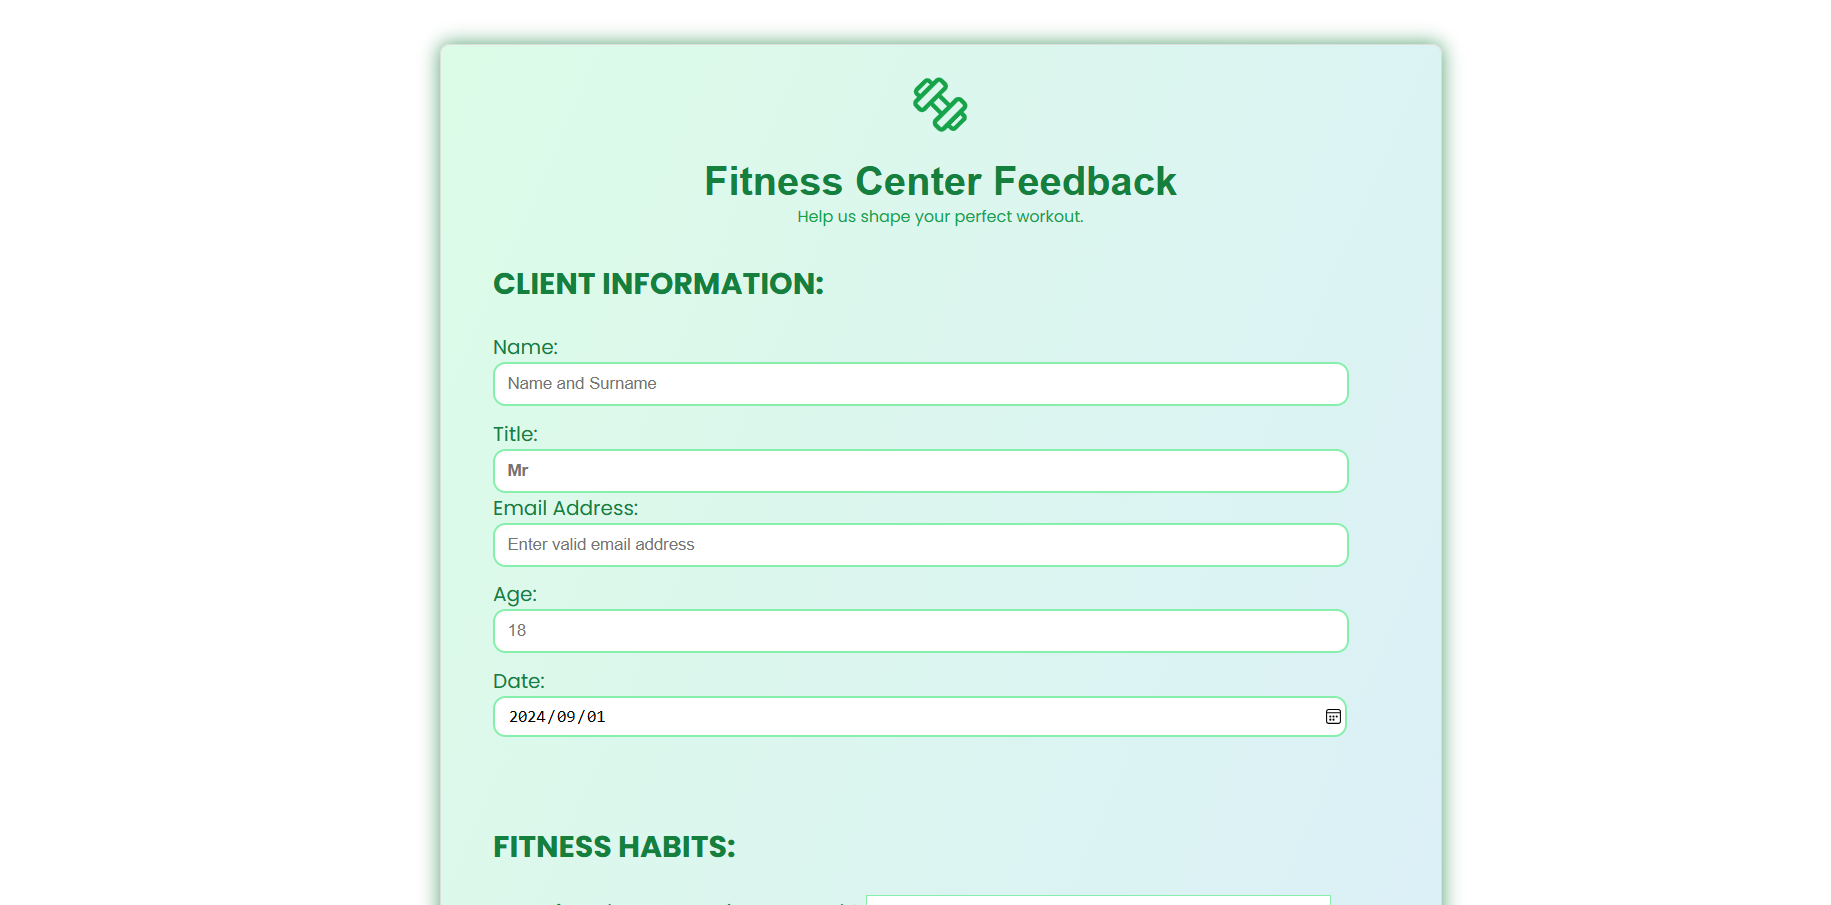 Fitness Center Feedback
Help us shape your perfect workout.
CLIENT INFORMATION:
Name:
Name and Surname
Title:
Mr
Email Address:
Enter valid email address
Age:
18
Date:
2024/09/01
FITNESS HABITS: